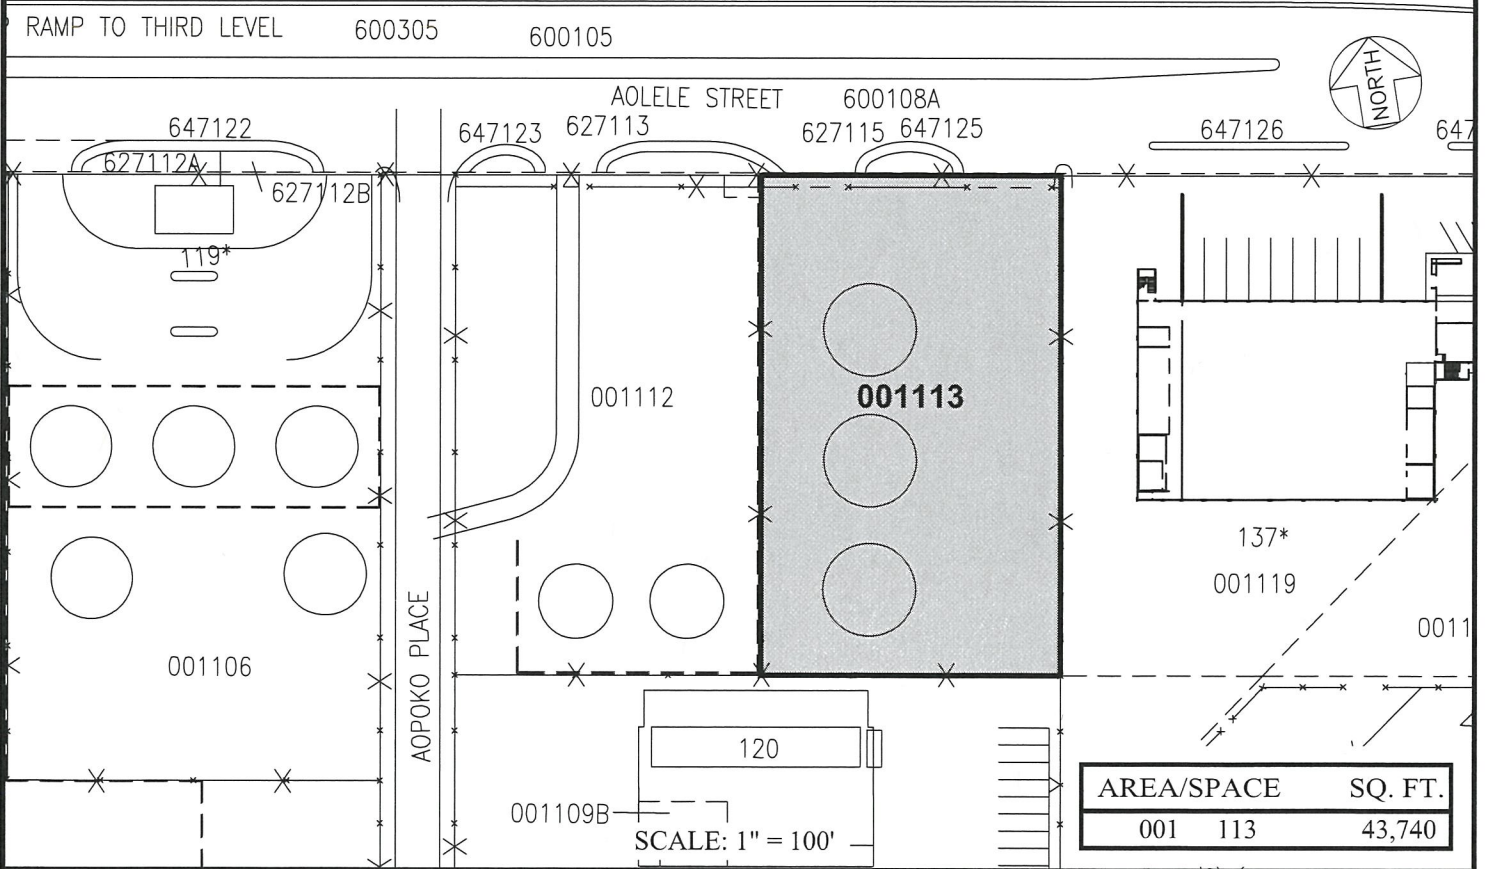 RAMP TO THIRD LEVEL
600305
600105
NORTH
AOLELE STREET
600108A
647122
647123
627113
627115
647125
647126
647
627112A
627112B
119*
001112
001113
137*
001119
0011
001106
AOPOKO PLACE
120
001109B
SCALE: 1" = 100'
AREA/SPACE SQ. FT.
001 113 43,740